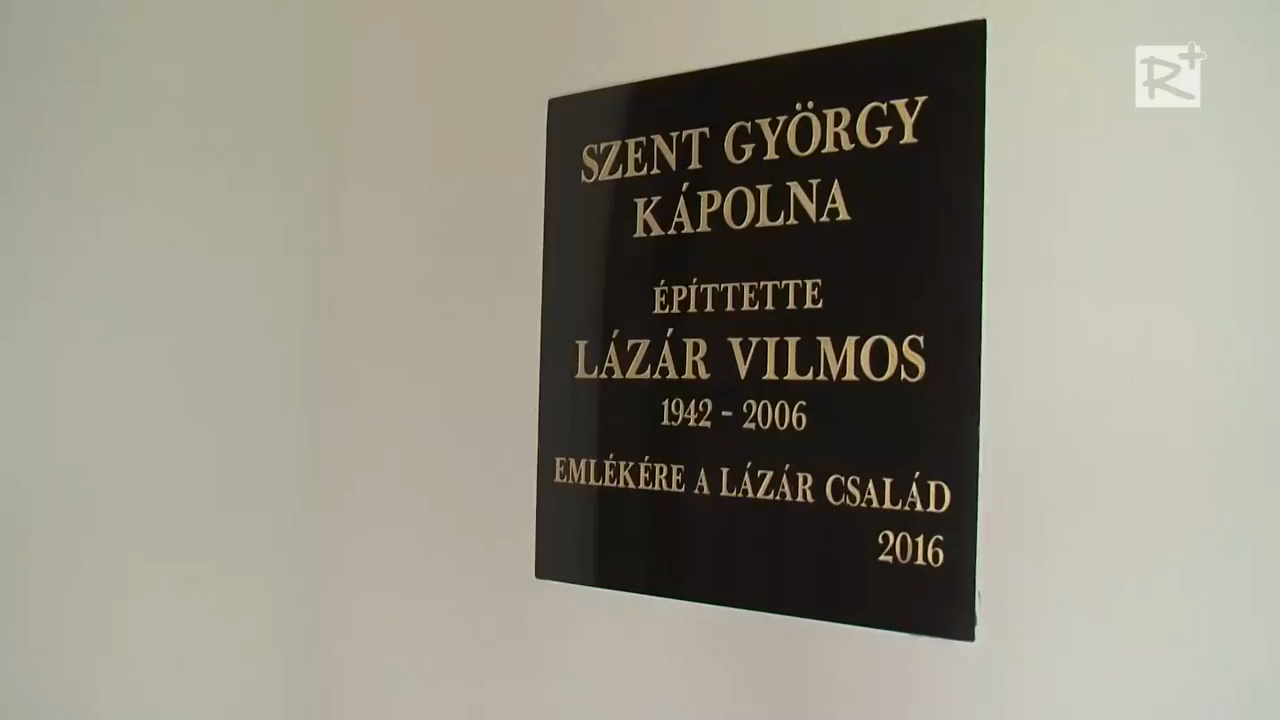 SZENT GYÖRGY
KÁPOLNA
ÉPÍTTETTE
LÁZÁR VILMOS
1942 - 2006
EMLÉKÉRE A LÁZÁR CSALÁD
2016
R+